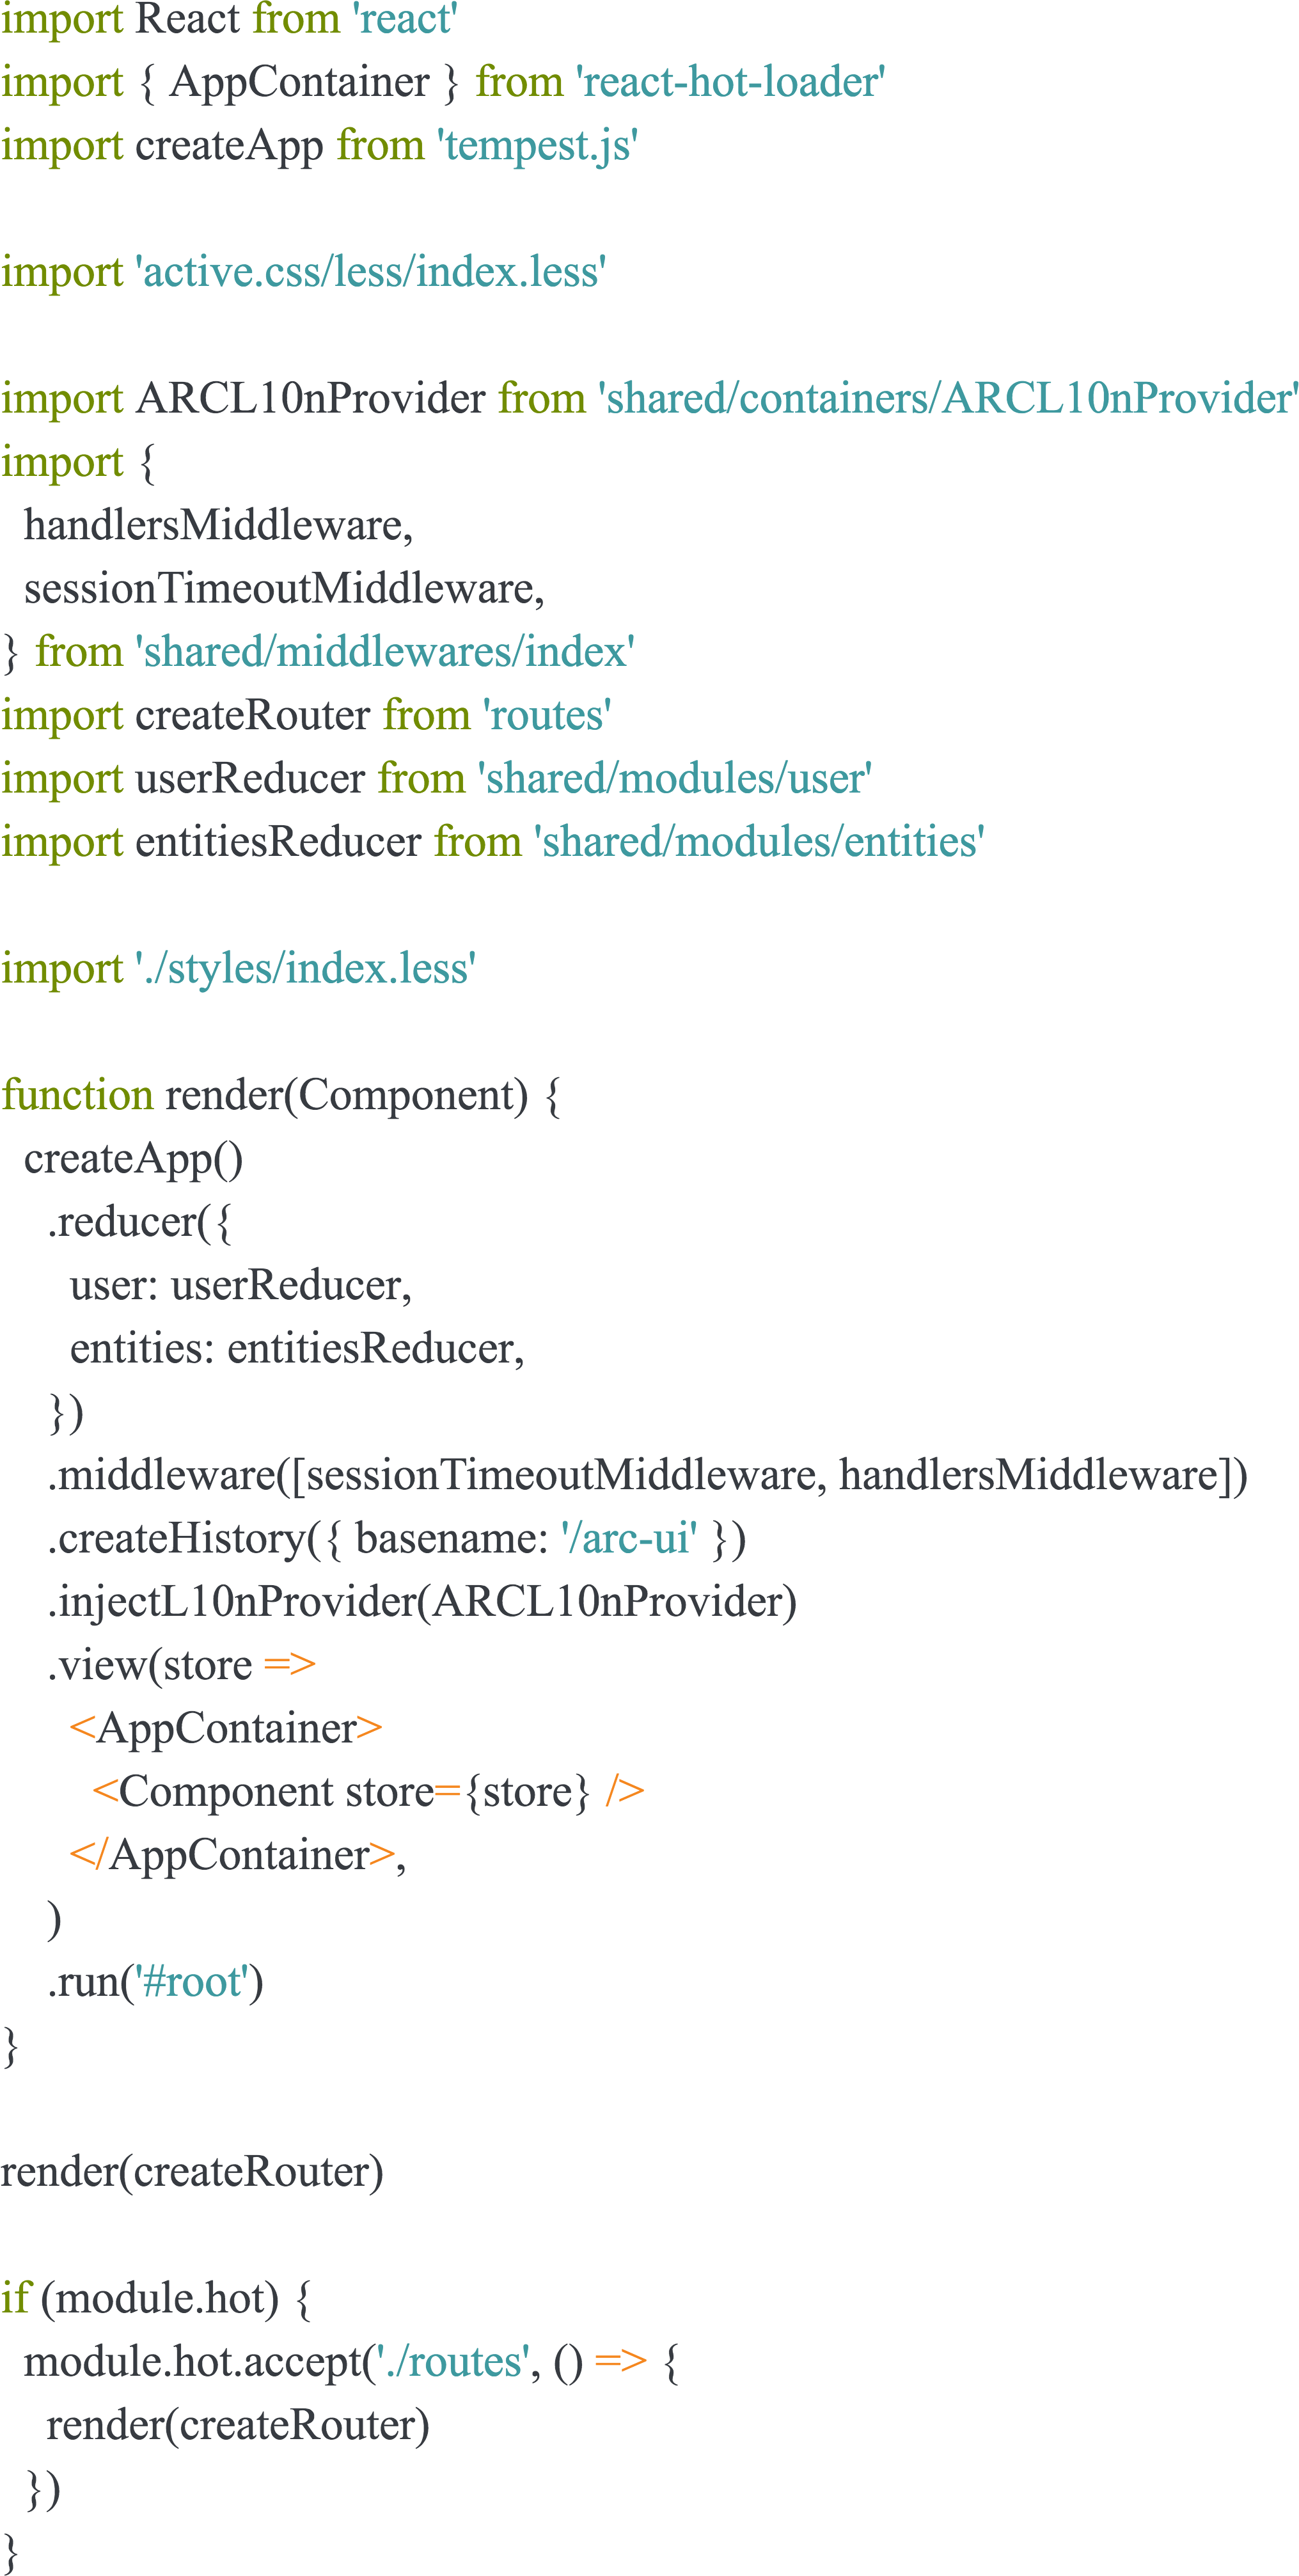 import React from 'react'
import { AppContainer } from 'react-hot-loader'
import createApp from 'tempest.js'

import 'active.css/less/index.less'

import ARCL10nProvider from 'shared/containers/ARCL10nProvider'
import {
  handlersMiddleware,
  sessionTimeoutMiddleware,
} from 'shared/middlewares/index'
import createRouter from 'routes'
import userReducer from 'shared/modules/user'
import entitiesReducer from 'shared/modules/entities'

import './styles/index.less'

function render(Component) {
  createApp()
    .reducer({
      user: userReducer,
      entities: entitiesReducer,
    })
    .middleware([sessionTimeoutMiddleware, handlersMiddleware])
    .createHistory({ basename: '/arc-ui' })
    .injectL10nProvider(ARCL10nProvider)
    .view(store =>
      <AppContainer>
        <Component store={store} />
      </AppContainer>,
    )
    .run('#root')
}

render(createRouter)

if (module.hot) {
  module.hot.accept('./routes', () => {
    render(createRouter)
  })
}